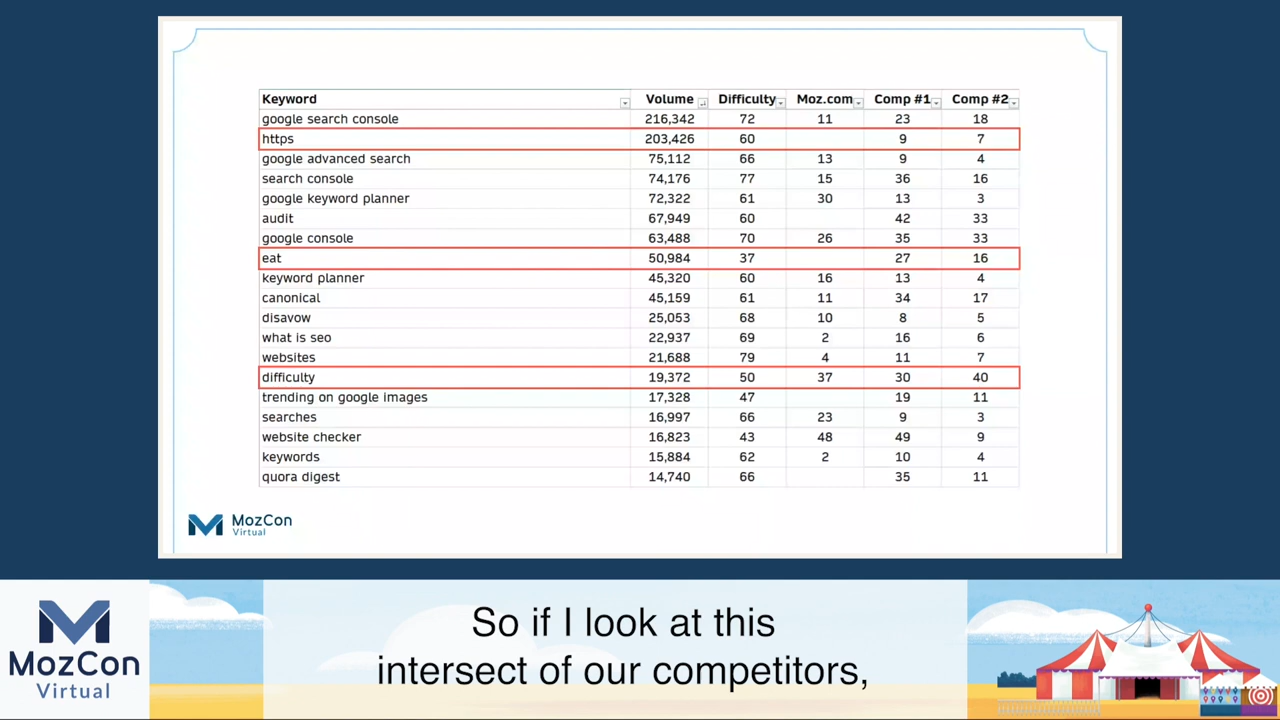 Keyword Volume Difficulty Moz.com Comp #1 Comp #2
google search console 216,342 72 11 23 18
https 203,426 60 9 7
google advanced search 75,112 66 13 9 4
search console 74,176 77 15 36 16
google keyword planner 72,322 61 30 13 3
audit 67,949 60 42 33
google console 63,488 70 26 35 33
eat 50,984 37 27 16
keyword planner 45,320 60 16 13 4
canonical 45,159 61 11 34 17
disavow 25,053 68 10 8 5
what is seo 22,937 69 2 16 6
websites 21,688 79 4 11 7
difficulty 19,372 50 37 30 40
trending on google images 17,328 47 19 11
searches 16,997 66 23 9 3
website checker 16,823 43 48 49 9
keywords 15,884 62 2 10 4
quora digest 14,740 66 35 11
MozCon
Virtual
MozCon
Virtual
So if I look at this
intersect of our competitors,